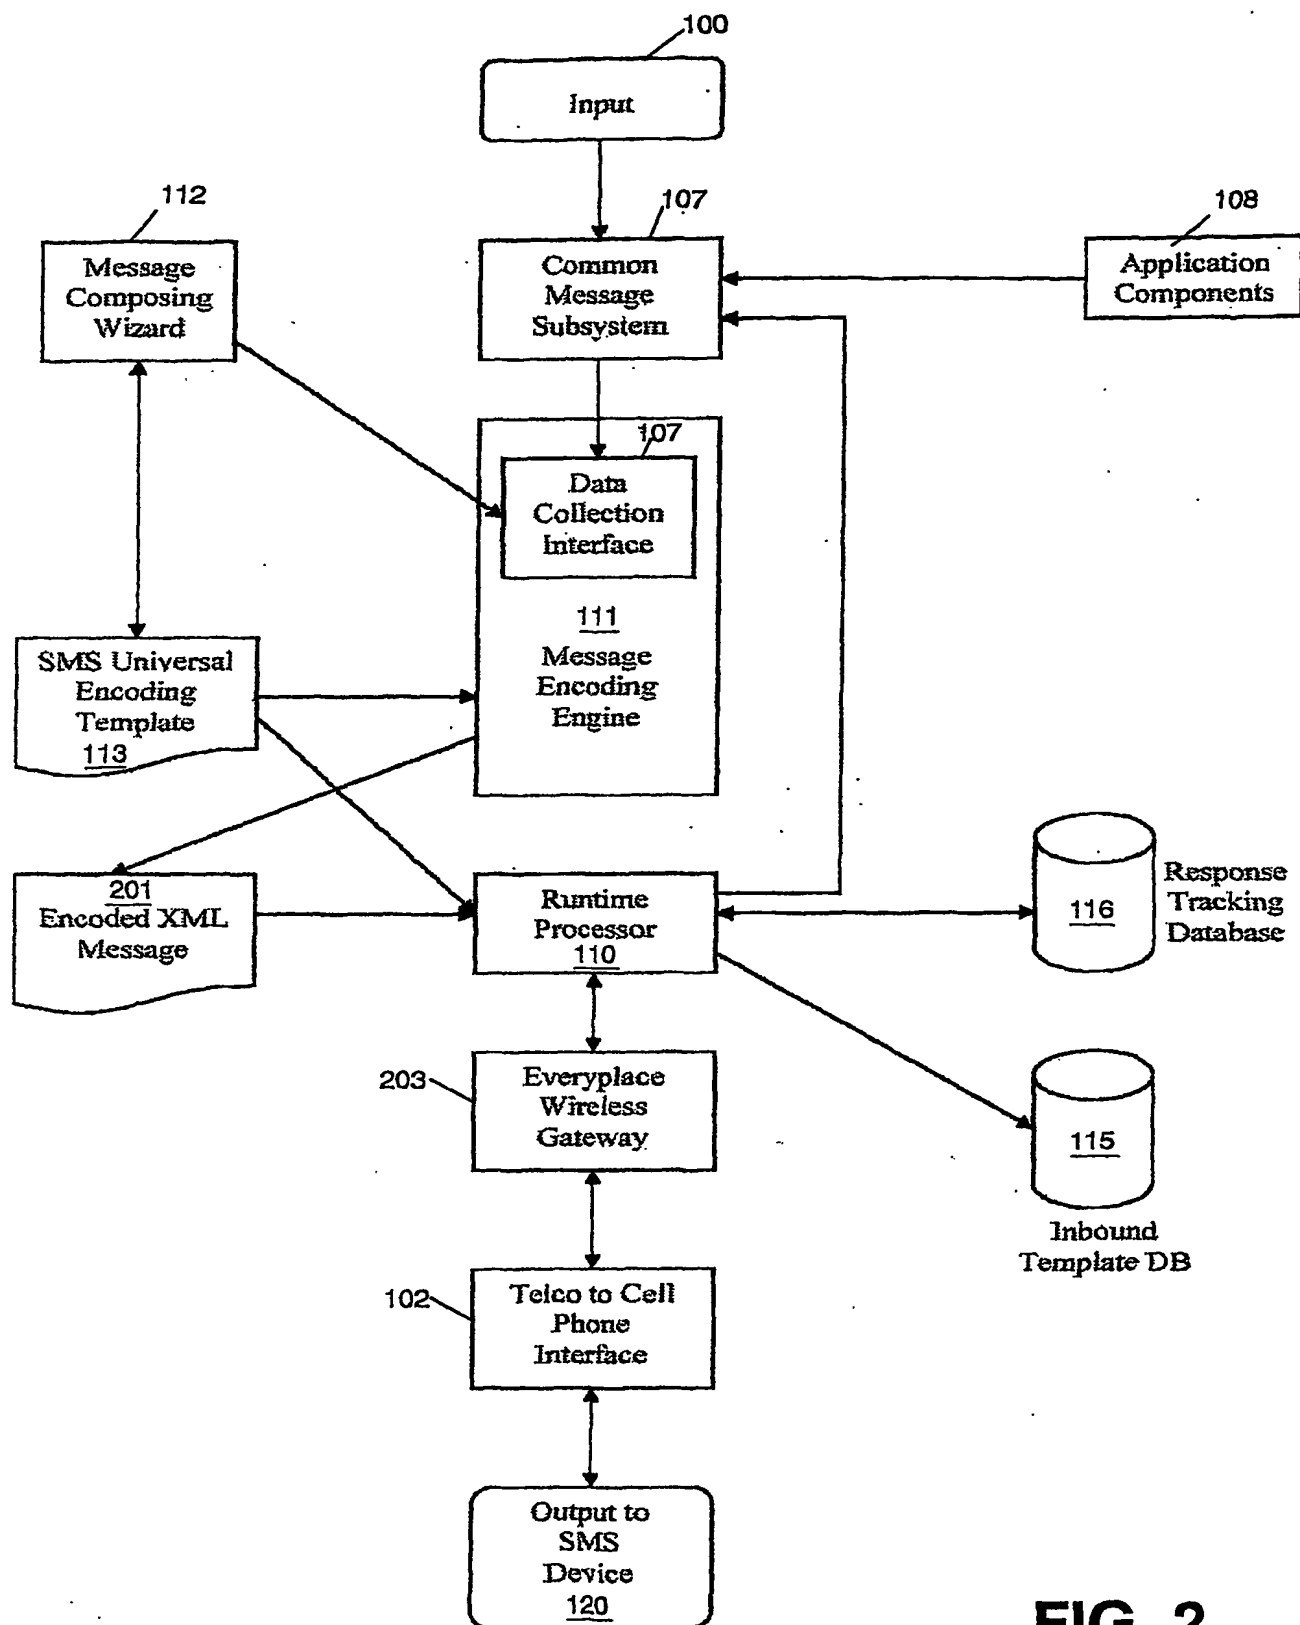 100
Input
112
107
108
Message
Composing
Wizard
Common
Message
Subsystem
Application
Components
107
Data
Collection
Interface
111
Message
Encoding
Engine
SMS Universal
Encoding
Template
113
201
Encoded XML
Message
Runtime
Processor
110
116
Response
Tracking
Database
203
Everyplace
Wireless
Gateway
115
Inbound
Template DB
102
Telco to Cell
Phone
Interface
Output to
SMS
Device
120
FIG. 2